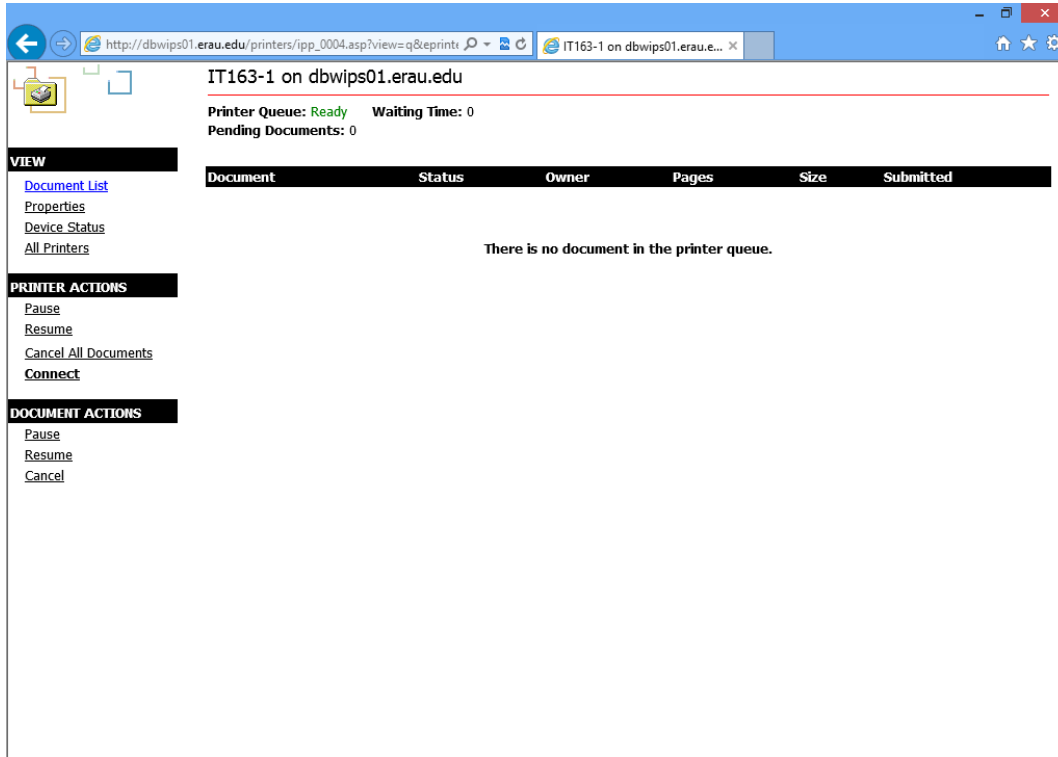 http://dbwips01.erau.edu/printers/ipp_0004.asp?view=q&eprinte
IT163-1 on dbwips01.erau.e...
IT163-1 on dbwips01.erau.edu
Printer Queue: Ready Waiting Time: 0
Pending Documents: 0
VIEW
Document List
Properties
Device Status
All Printers
PRINTER ACTIONS
Pause
Resume
Cancel All Documents
Connect
DOCUMENT ACTIONS
Pause
Resume
Cancel
Document Status Owner Pages Size Submitted
There is no document in the printer queue.